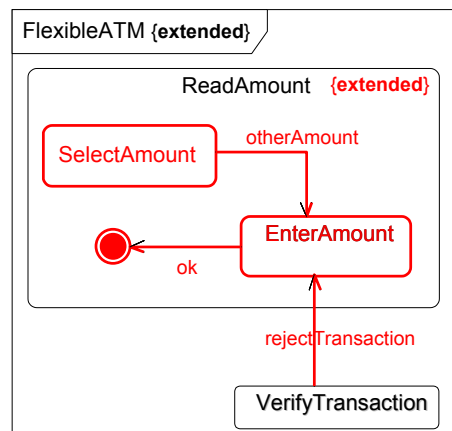 FlexibleATM {extended}
ReadAmount {extended}
otherAmount
SelectAmount
EnterAmount
ok
rejectTransaction
VerifyTransaction